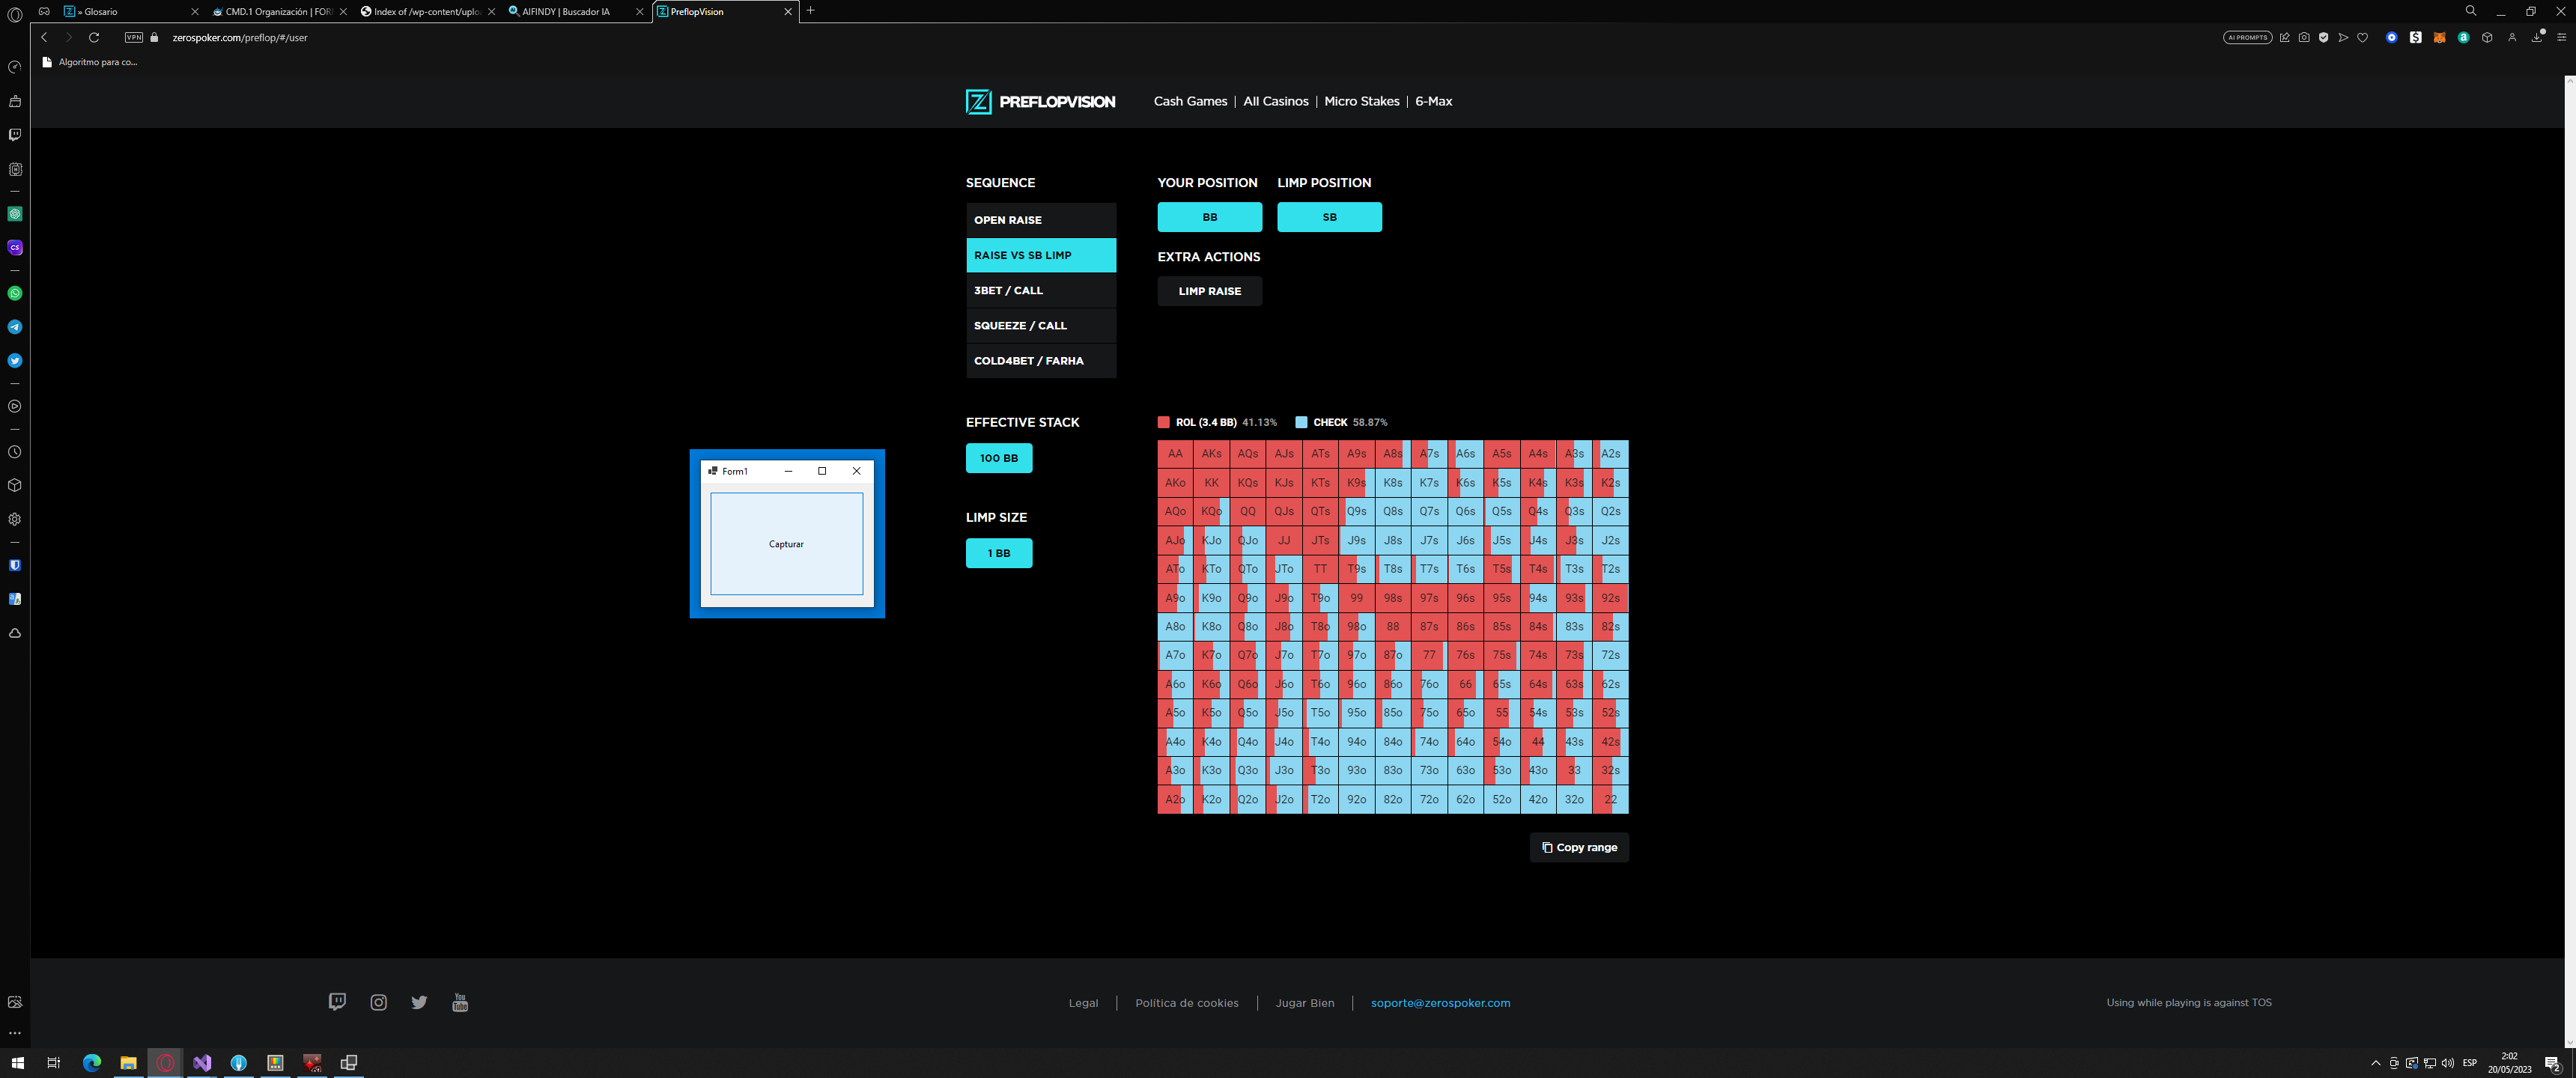 » Glosario
CMD.1 Organización | FOR
Index of /wp-content/uplo
AIFINDY | Buscador IA
PreflopVision
VPN
zerospoker.com/preflop/#/user
AI PROMPTS
Algoritmo para co...
PREFLOPVISION
Cash Games | All Casinos | Micro Stakes | 6-Max
SEQUENCE
OPEN RAISE
RAISE VS SB LIMP
3BET / CALL
SQUEEZE / CALL
COLD4BET / FARHA
YOUR POSITION
BB
LIMP POSITION
SB
EXTRA ACTIONS
LIMP RAISE
EFFECTIVE STACK
100 BB
LIMP SIZE
1 BB
Form1
Capturar
ROL (3.4 BB) 41.13% CHECK 58.87%
AA AKs AQs AJs ATs A9s A8s A7s A6s A5s A4s A3s A2s
AKo KK KQs KJs KTs K9s K8s K7s K6s K5s K4s K3s K2s
AQo KQo QQ QJs QTs Q9s Q8s Q7s Q6s Q5s Q4s Q3s Q2s
AJo KJo QJo JJ JTs J9s J8s J7s J6s J5s J4s J3s J2s
ATo KTo QTo JTo TT T9s T8s T7s T6s T5s T4s T3s T2s
A9o K9o Q9o J9o T9o 99 98s 97s 96s 95s 94s 93s 92s
A8o K8o Q8o J8o T8o 98o 88 87s 86s 85s 84s 83s 82s
A7o K7o Q7o J7o T7o 97o 87o 77 76s 75s 74s 73s 72s
A6o K6o Q6o J6o T6o 96o 86o 76o 66 65s 64s 63s 62s
A5o K5o Q5o J5o T5o 95o 85o 75o 65o 55 54s 53s 52s
A4o K4o Q4o J4o T4o 94o 84o 74o 64o 54o 44 43s 42s
A3o K3o Q3o J3o T3o 93o 83o 73o 63o 53o 43o 33 32s
A2o K2o Q2o J2o T2o 92o 82o 72o 62o 52o 42o 32o 22
Copy range
You Tube
Legal | Política de cookies | Jugar Bien | soporte@zerospoker.com
Using while playing is against TOS
ESP
2:02
20/05/2023
2